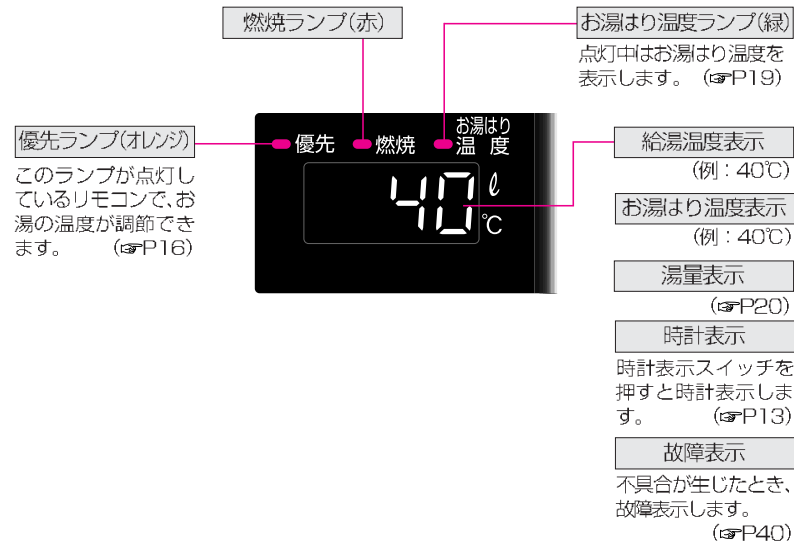 燃焼ランプ(赤)
お湯はり温度ランプ(緑)
点灯中はお湯はり温度を
表示します。(☞P19)
優先ランプ(オレンジ)
このランプが点灯し
ているリモコンで、お
湯の温度が調節でき
ます。 (☞P16)
優先 燃焼 お湯はり
温 度
40 ℓ
℃
給湯温度表示
(例：40℃)
お湯はり温度表示
(例：40℃)
湯量表示
(☞P20)
時計表示
時計表示スイッチを
押すと時計表示しま
す。 (☞P13)
故障表示
不具合が生じたとき、
故障表示します。
(☞P40)